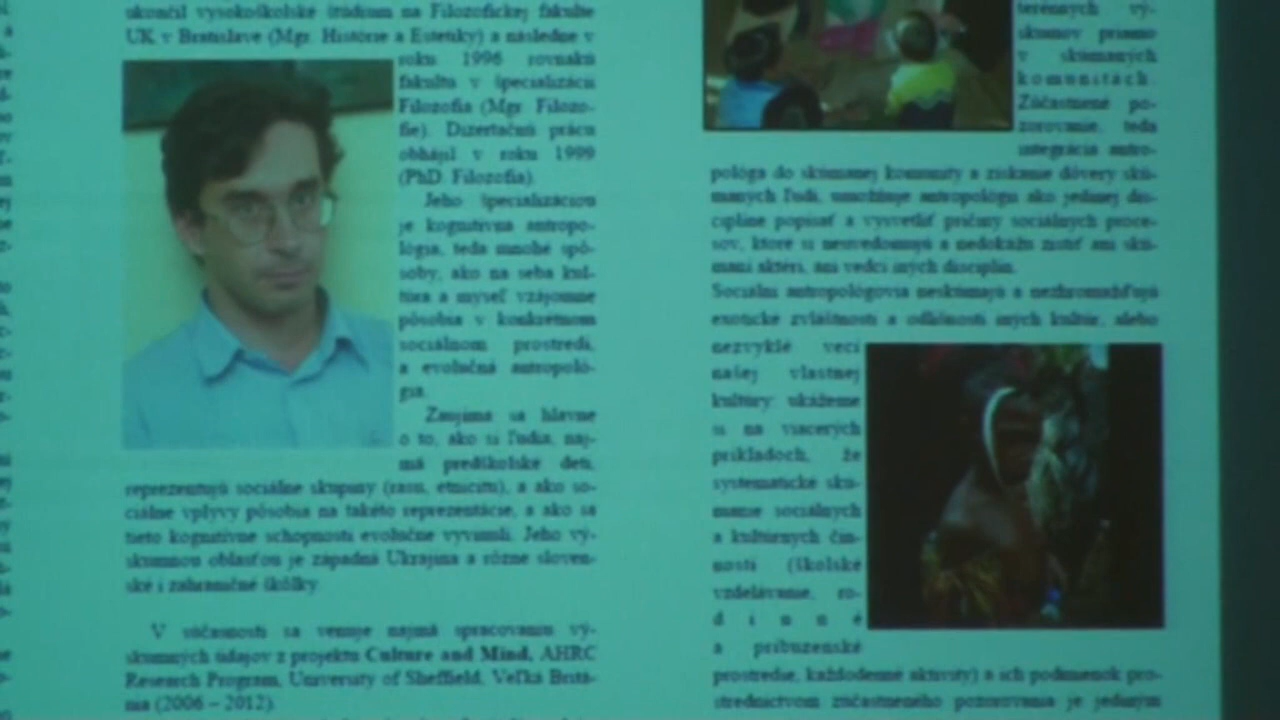 skončil vysokoškolské štúdium na Filozofickej fakulte
UK v Bratislave (Mgr. História a Estetika) a následne v
roku 1996 rovnakú
fakultu v špecializácii
Filozofia (Mgr. Filozo-
fie). Dizertačnú prácu
obhájil v roku 1999
(PhD. Filozofia).
Jeho špecializáciou
je kognitívna antropo-
lógia, teda mnohé spô-
soby, ako na seba kul-
túra a myseľ vzájomne
pôsobia v konkrétnom
sociálnom prostredí,
a evolučná antropoló-
gia.
Zaujíma sa hlavne
o to, ako si ľudia, naj-
mä predškolské deti,
reprezentujú sociálne skupiny (rasu, etnicitu), a ako so-
ciálne vplyvy pôsobia na takéto reprezentácie, a ako sa
tieto kognitívne schopnosti evolučne vyvinuli. Jeho vý-
skumnou oblasťou je západná Ukrajina a rôzne sloven-
ské i zahraničné škôlky.
V súčasnosti sa venuje najmä spracovaniu vý-
skumných údajov z projektu Culture and Mind, AHRC
Research Program, University of Sheffield, Veľká Britá-
nia (2006 – 2012).
terénnych vý-
skumov priamo
v skúmaných
komunitách.
Zúčastnené po-
zorovanie, teda
integrácia antro-
pológa do skúmanej komunity a získanie dôvery skú-
maných ľudí, umožňuje antropológii ako jedinej dis-
ciplíne popísať a vysvetliť príčiny sociálnych proce-
sov, ktoré si neuvedomujú a nedokážu zistiť ani skú-
maní aktéri, ani vedci iných disciplín.
Sociálni antropológovia neskúmajú a nezhromažďujú
exotické zvláštnosti a odlišnosti iných kultúr, alebo
nezvyklé veci
našej vlastnej
kultúry: ukážeme
si na viacerých
príkladoch, že
systematické skú-
manie sociálnych
a kultúrnych čin-
ností (školské
vzdelávanie, ro-
dinné
a príbuzenské
prostredie, každodenné aktivity) a ich podmienok pro-
stredníctvom zúčastneného pozorovania je jediným